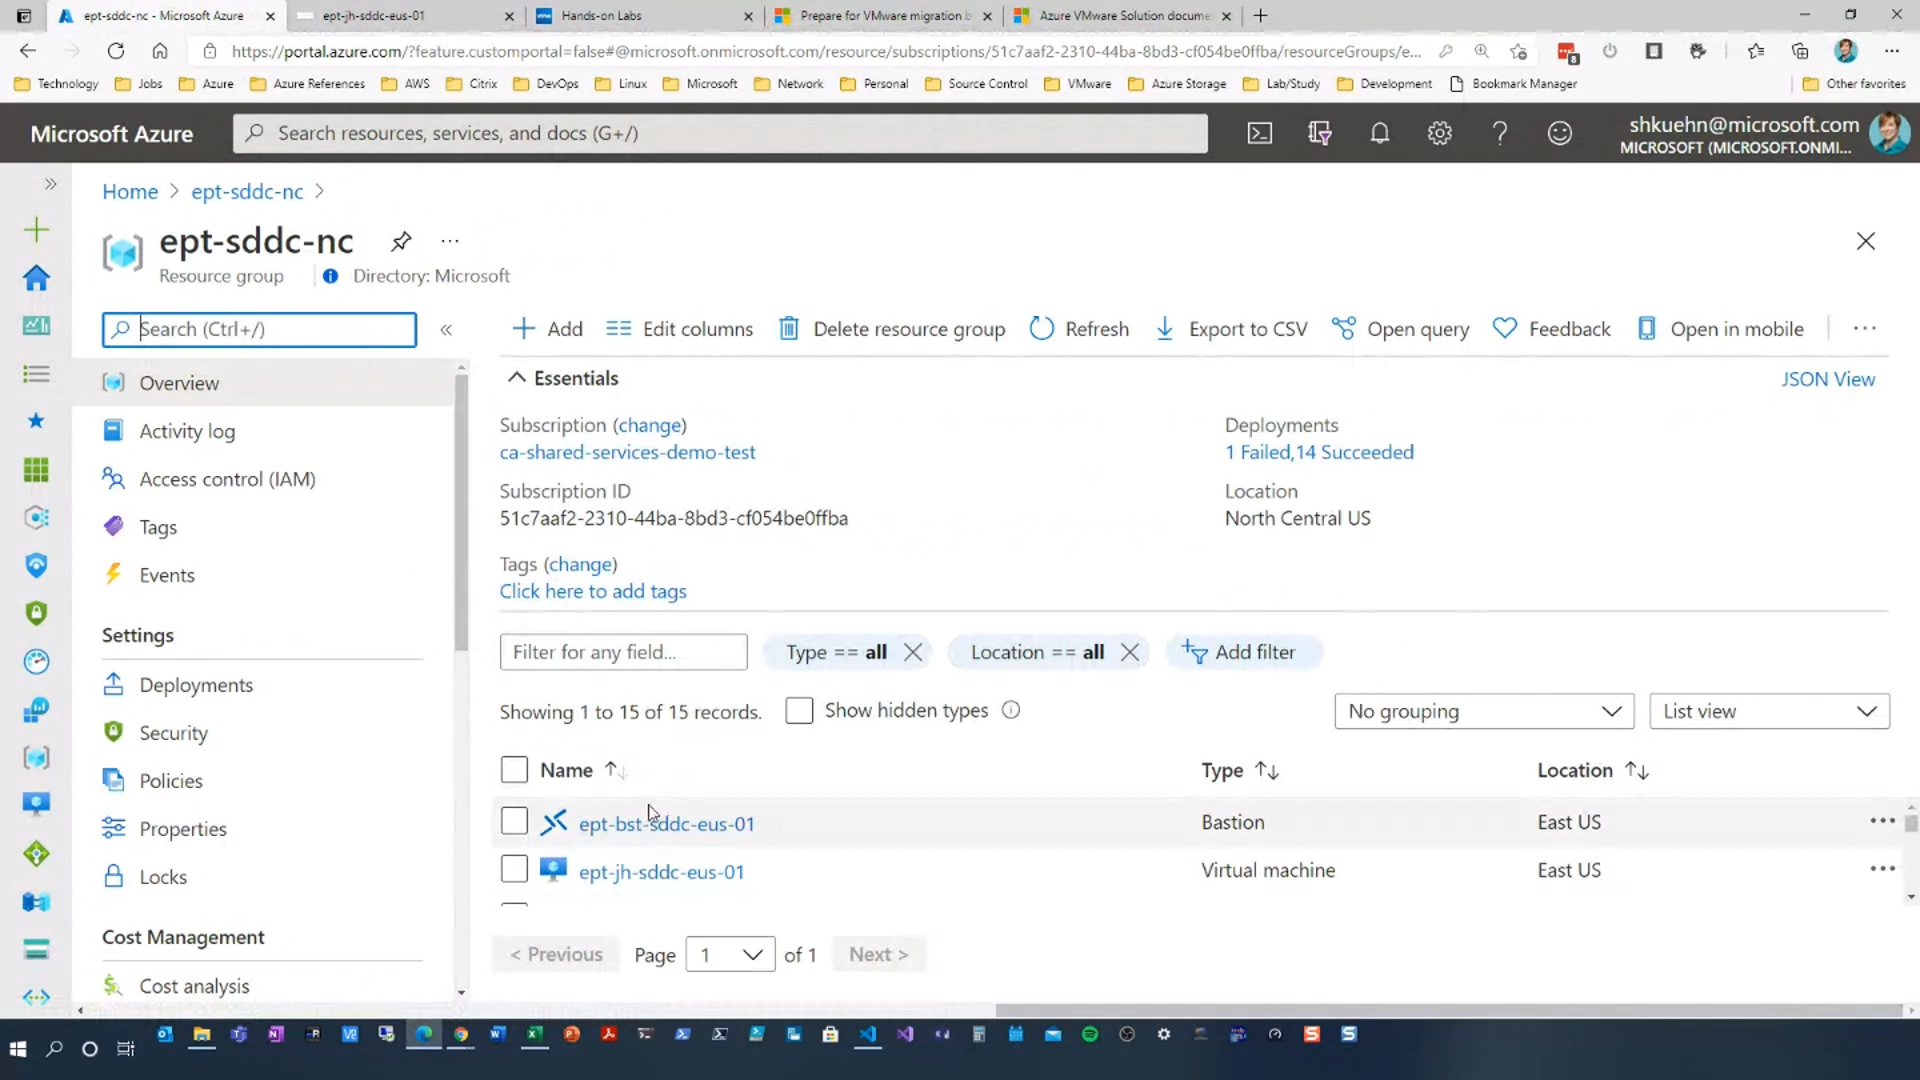 ept-sddc-nc - Microsoft Azure
ept-jh-sddc-eus-01
Hands-on Labs
Prepare for VMware migration b
Azure VMware Solution docume
https://portal.azure.com/?feature.customportal=false#@microsoft.onmicrosoft.com/resource/subscriptions/51c7aaf2-2310-44ba-8bd3-cf054be0ffba/resourceGroups/e...
8
Technology
Jobs
Azure
Azure References
AWS
Citrix
DevOps
Linux
Microsoft
Network
Personal
Source Control
VMware
Azure Storage
Lab/Study
Development
Bookmark Manager
Other favorites
Microsoft Azure
Search resources, services, and docs (G+/)
shkuehn@microsoft.com
MICROSOFT (MICROSOFT.ONMI...
Home > ept-sddc-nc >
ept-sddc-nc
Resource group
Directory: Microsoft
Search (Ctrl+/)
Add
Edit columns
Delete resource group
Refresh
Export to CSV
Open query
Feedback
Open in mobile
Overview
Activity log
Access control (IAM)
Tags
Events
Settings
Deployments
Security
Policies
Properties
Locks
Cost Management
Cost analysis
Essentials
JSON View
Subscription (change)
ca-shared-services-demo-test
Deployments
1 Failed,14 Succeeded
Subscription ID
51c7aaf2-2310-44ba-8bd3-cf054be0ffba
Location
North Central US
Tags (change)
Click here to add tags
Filter for any field...
Type == all
Location == all
Add filter
Showing 1 to 15 of 15 records.
Show hidden types
No grouping
List view
Name
Type
Location
ept-bst-sddc-eus-01
Bastion
East US
ept-jh-sddc-eus-01
Virtual machine
East US
< Previous
Page
1
of 1
Next >